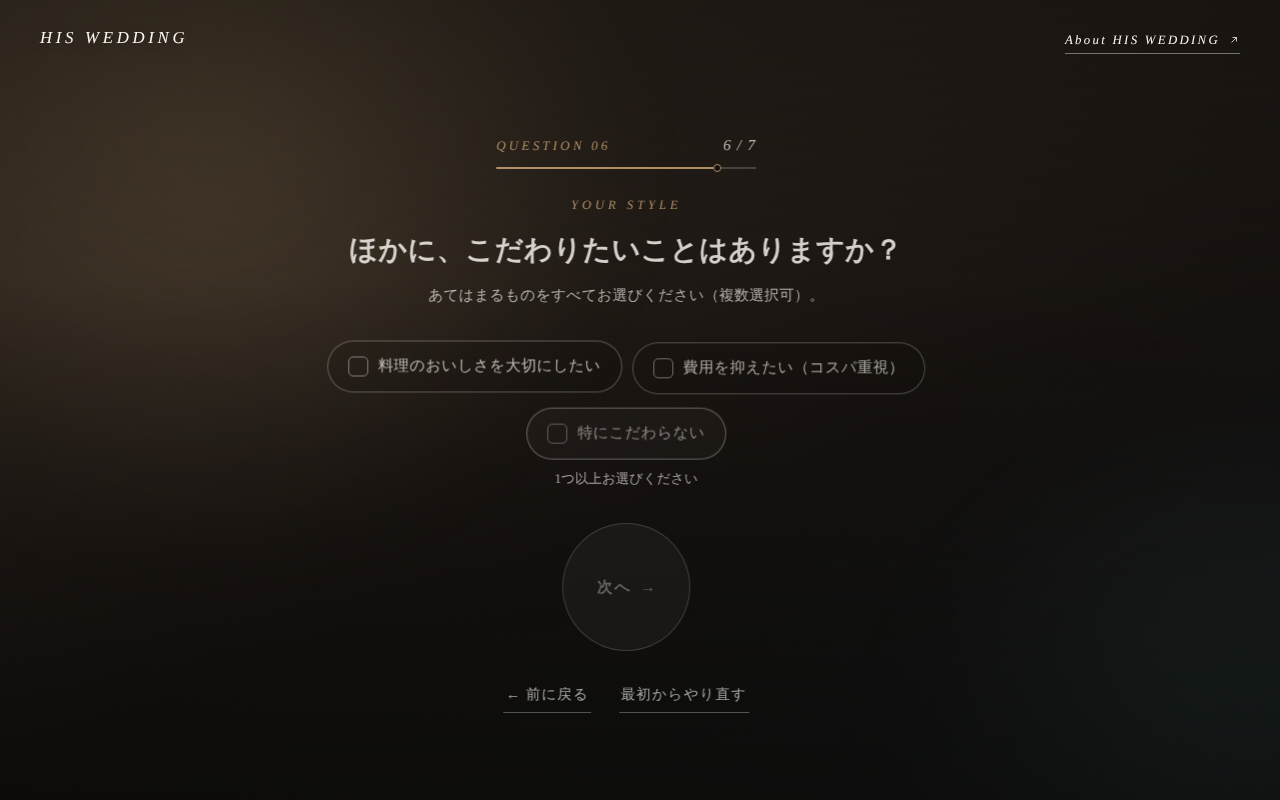 HIS WEDDING
About HIS WEDDING ↗
QUESTION 06
6 / 7
YOUR STYLE
ほかに、こだわりたいことはありますか？
あてはまるものをすべてお選びください（複数選択可）。
料理のおいしさを大切にしたい
費用を抑えたい（コスパ重視）
特にこだわらない
1つ以上お選びください
次へ →
← 前に戻る
最初からやり直す